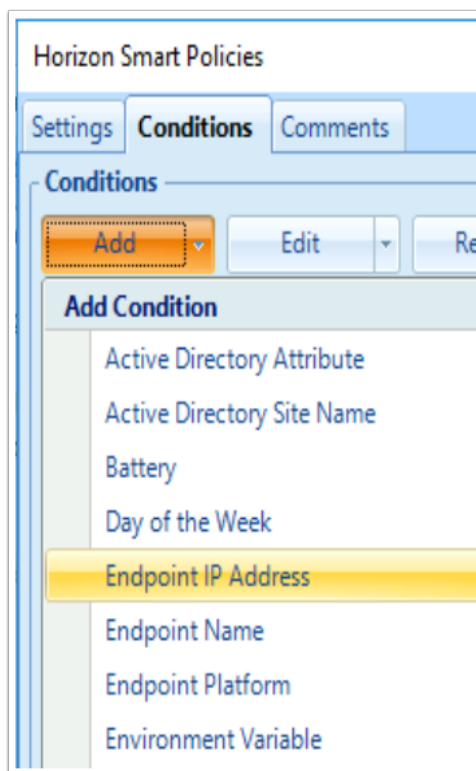 Horizon Smart Policies
Settings Conditions Comments
Conditions
Add Edit
Add Condition
Active Directory Attribute
Active Directory Site Name
Battery
Day of the Week
Endpoint IP Address
Endpoint Name
Endpoint Platform
Environment Variable